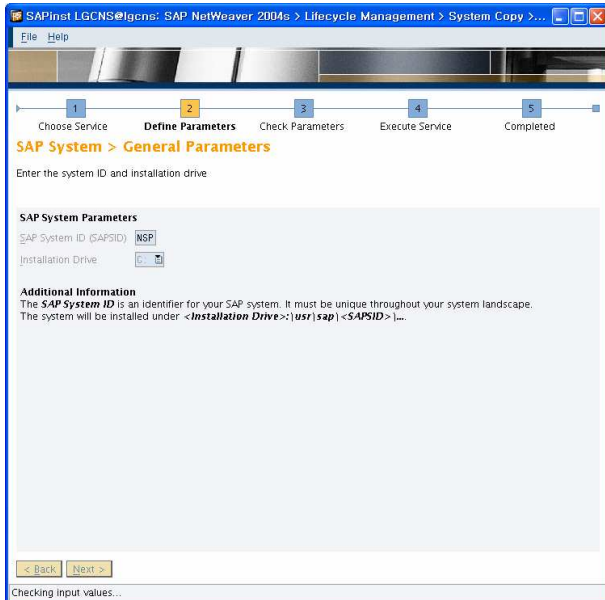 SAPinst LGCNS@lgcns: SAP NetWeaver 2004s > Lifecycle Management > System Copy >...
File Help
1 2 3 4 5
Choose Service Define Parameters Check Parameters Execute Service Completed
SAP System > General Parameters
Enter the system ID and installation drive
SAP System Parameters
SAP System ID (SAPSID) NSP
Installation Drive C:
Additional Information
The SAP System ID is an identifier for your SAP system. It must be unique throughout your system landscape.
The system will be installed under <Installation Drive>:\usr\sap\<SAPSID>\....
< Back Next >
Checking input values...